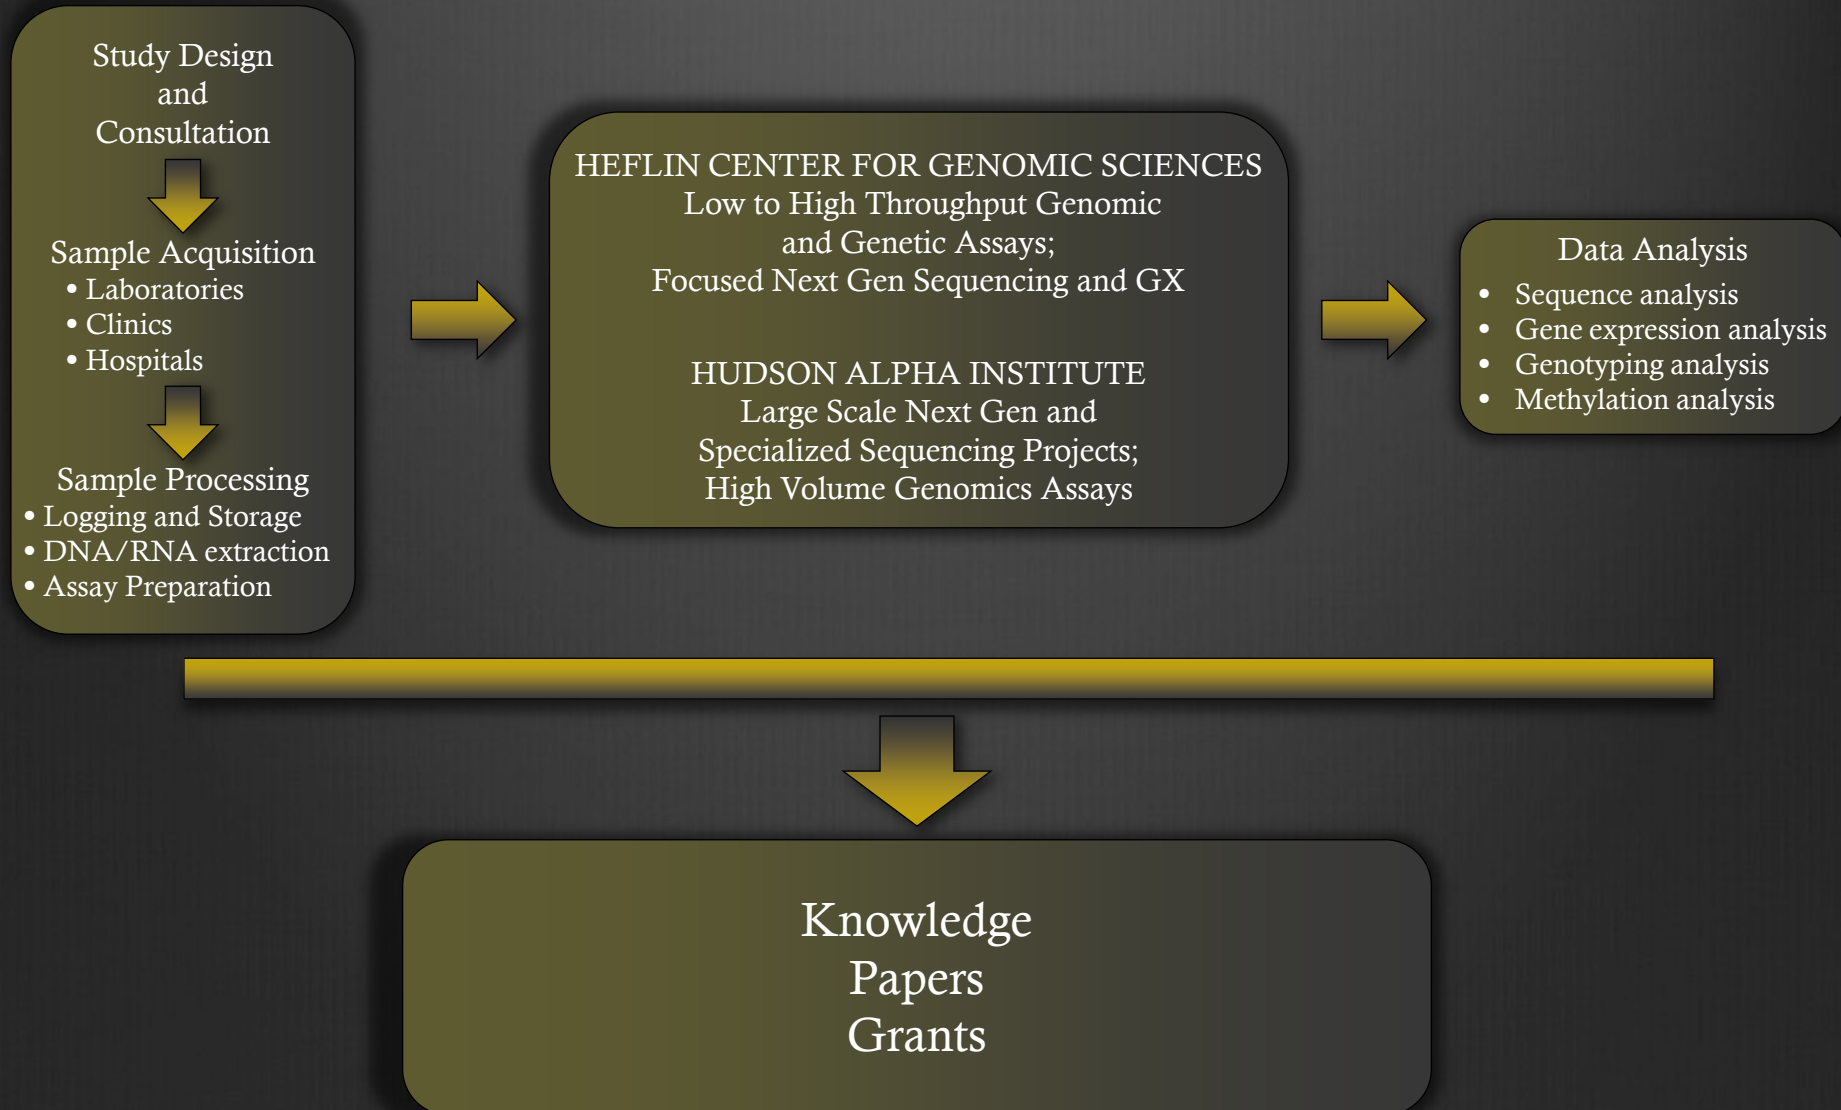 Study Design
and
Consultation
Sample Acquisition
• Laboratories
• Clinics
• Hospitals
Sample Processing
• Logging and Storage
• DNA/RNA extraction
• Assay Preparation
HEFLIN CENTER FOR GENOMIC SCIENCES
Low to High Throughput Genomic
and Genetic Assays;
Focused Next Gen Sequencing and GX
HUDSON ALPHA INSTITUTE
Large Scale Next Gen and
Specialized Sequencing Projects;
High Volume Genomics Assays
Data Analysis
• Sequence analysis
• Gene expression analysis
• Genotyping analysis
• Methylation analysis
Knowledge
Papers
Grants